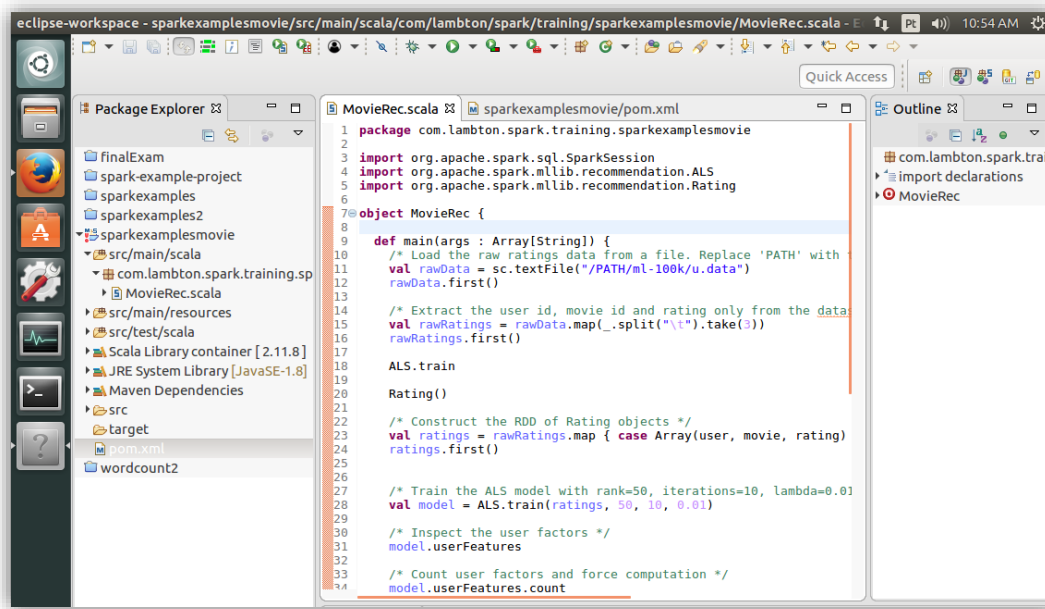 eclipse-workspace - sparkexamplesmovie/src/main/scala/com/lambton/spark/training/sparkexamplesmovie/MovieRec.scala - E
Pt
10:54 AM
Quick Access
Package Explorer
finalExam
spark-example-project
sparkexamples
sparkexamples2
sparkexamplesmovie
src/main/scala
com.lambton.spark.training.sp
MovieRec.scala
src/main/resources
src/test/scala
Scala Library container [ 2.11.8 ]
JRE System Library [JavaSE-1.8]
Maven Dependencies
src
target
pom.xml
wordcount2
MovieRec.scala
sparkexamplesmovie/pom.xml
1 package com.lambton.spark.training.sparkexamplesmovie
2
3 import org.apache.spark.sql.SparkSession
4 import org.apache.spark.mllib.recommendation.ALS
5 import org.apache.spark.mllib.recommendation.Rating
6
7 object MovieRec {
8
9 def main(args : Array[String]) {
10 /* Load the raw ratings data from a file. Replace 'PATH' with
11 val rawData = sc.textFile("/PATH/ml-100k/u.data")
12 rawData.first()
13
14 /* Extract the user id, movie id and rating only from the datas
15 val rawRatings = rawData.map(_.split("\t").take(3))
16 rawRatings.first()
17
18 ALS.train
19
20 Rating()
21
22 /* Construct the RDD of Rating objects */
23 val ratings = rawRatings.map { case Array(user, movie, rating)
24 ratings.first()
25
26
27 /* Train the ALS model with rank=50, iterations=10, lambda=0.01
28 val model = ALS.train(ratings, 50, 10, 0.01)
29
30 /* Inspect the user factors */
31 model.userFeatures
32
33 /* Count user factors and force computation */
34 model.userFeatures.count
Outline
com.lambton.spark.trai
import declarations
MovieRec